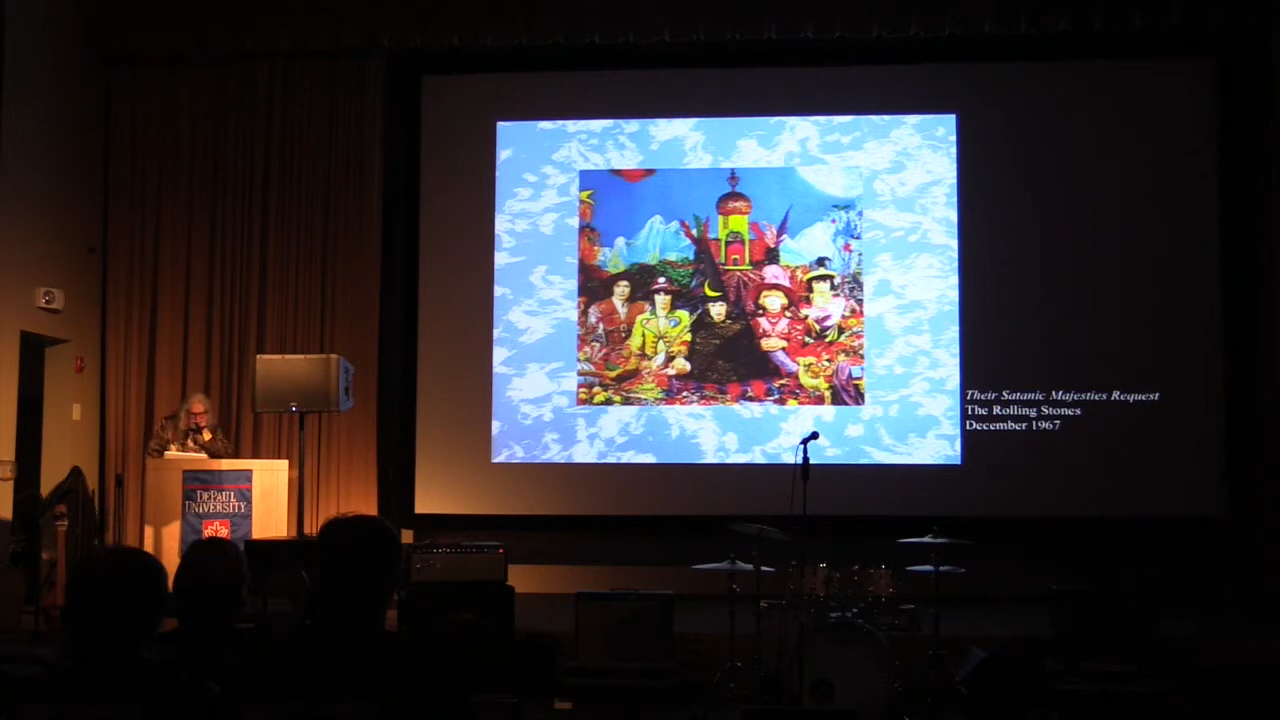 Their Satanic Majesties Request
The Rolling Stones
December 1967
DEPAUL
UNIVERSITY